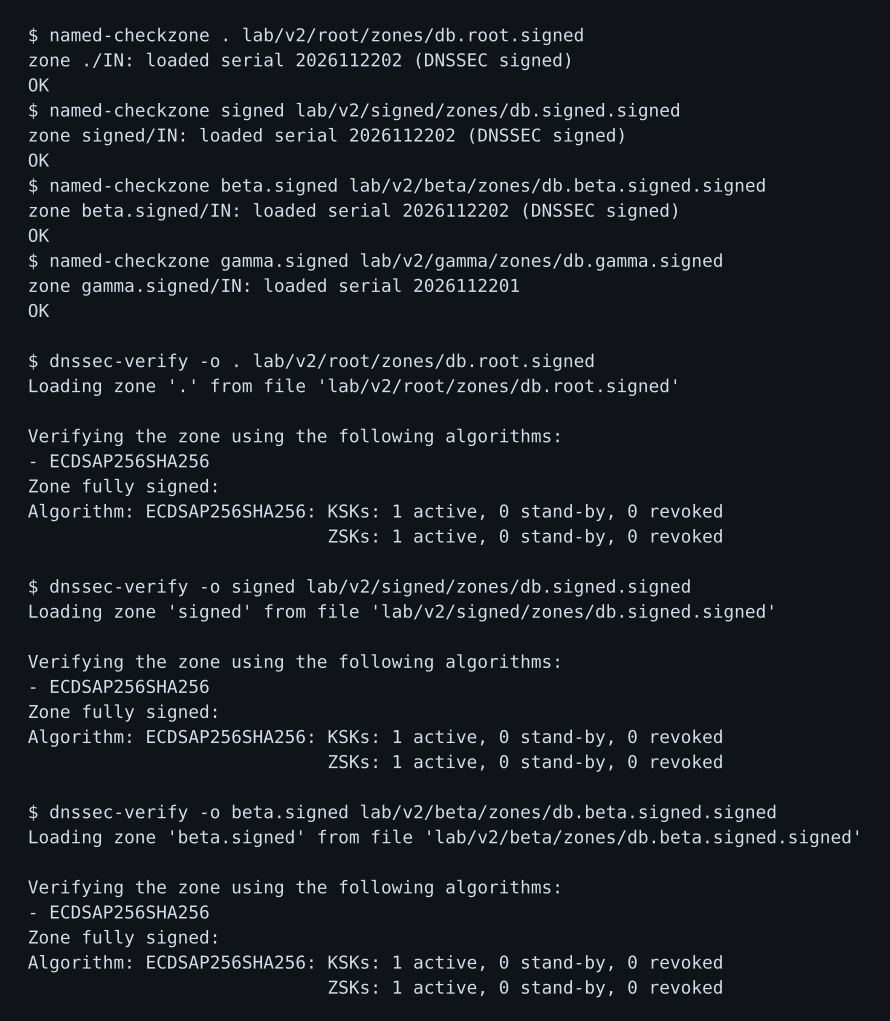 $ named-checkzone . lab/v2/root/zones/db.root.signed
zone ./IN: loaded serial 2026112202 (DNSSEC signed)
OK
$ named-checkzone signed lab/v2/signed/zones/db.signed.signed
zone signed/IN: loaded serial 2026112202 (DNSSEC signed)
OK
$ named-checkzone beta.signed lab/v2/beta/zones/db.beta.signed.signed
zone beta.signed/IN: loaded serial 2026112202 (DNSSEC signed)
OK
$ named-checkzone gamma.signed lab/v2/gamma/zones/db.gamma.signed
zone gamma.signed/IN: loaded serial 2026112201
OK

$ dnssec-verify -o . lab/v2/root/zones/db.root.signed
Loading zone '.' from file 'lab/v2/root/zones/db.root.signed'

Verifying the zone using the following algorithms:
- ECDSAP256SHA256
Zone fully signed:
Algorithm: ECDSAP256SHA256: KSKs: 1 active, 0 stand-by, 0 revoked
                            ZSKs: 1 active, 0 stand-by, 0 revoked

$ dnssec-verify -o signed lab/v2/signed/zones/db.signed.signed
Loading zone 'signed' from file 'lab/v2/signed/zones/db.signed.signed'

Verifying the zone using the following algorithms:
- ECDSAP256SHA256
Zone fully signed:
Algorithm: ECDSAP256SHA256: KSKs: 1 active, 0 stand-by, 0 revoked
                            ZSKs: 1 active, 0 stand-by, 0 revoked

$ dnssec-verify -o beta.signed lab/v2/beta/zones/db.beta.signed.signed
Loading zone 'beta.signed' from file 'lab/v2/beta/zones/db.beta.signed.signed'

Verifying the zone using the following algorithms:
- ECDSAP256SHA256
Zone fully signed:
Algorithm: ECDSAP256SHA256: KSKs: 1 active, 0 stand-by, 0 revoked
                            ZSKs: 1 active, 0 stand-by, 0 revoked